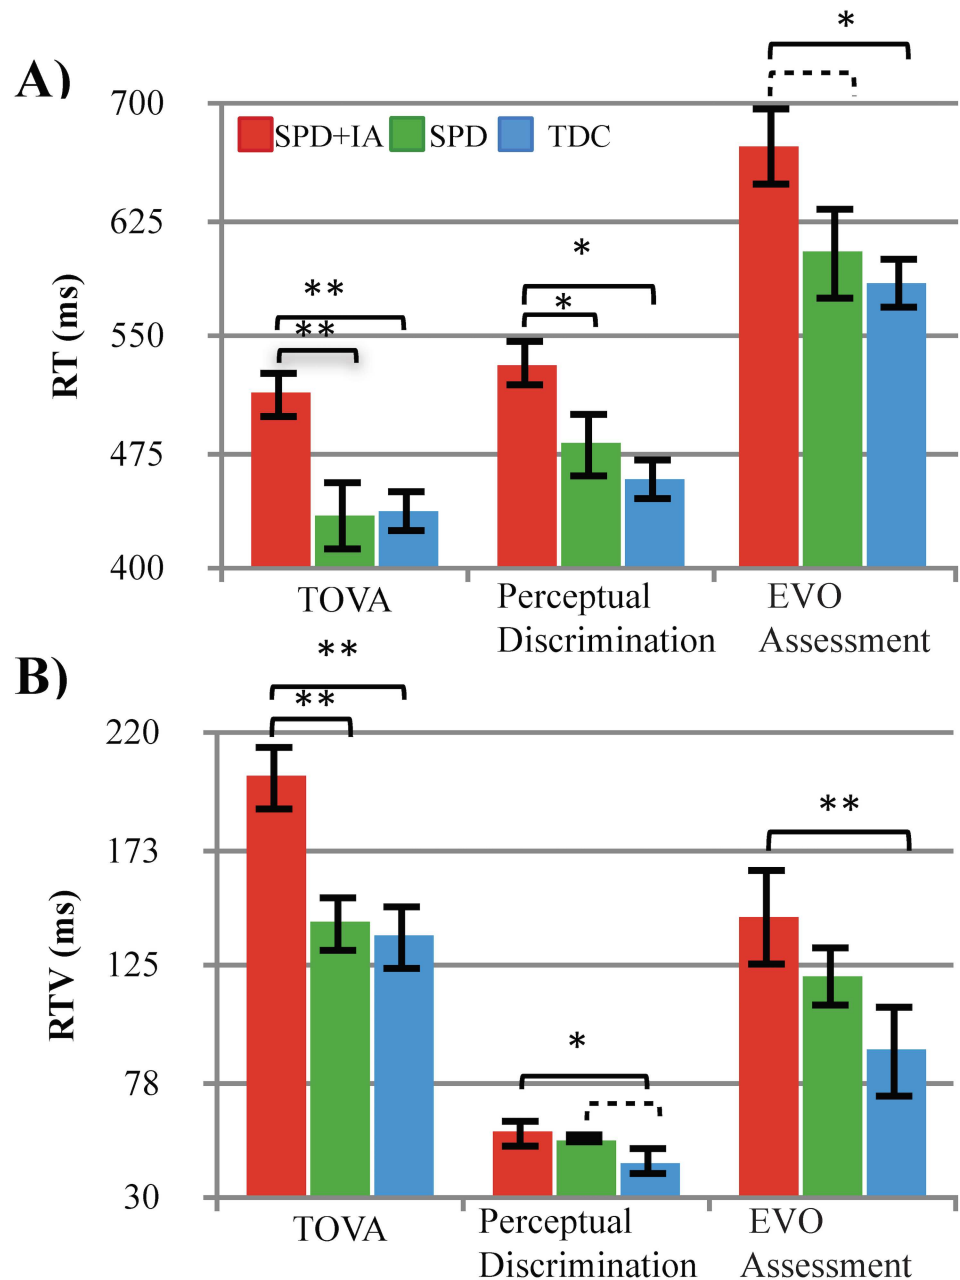 A)
*
700
SPD+IA SPD TDC
625
*
**
*
**
RT (ms)
550
475
400
TOVA
Perceptual
Discrimination
EVO
Assessment
B)
**
**
220
**
173
RTV (ms)
125
*
78
30
TOVA
Perceptual
Discrimination
EVO
Assessment